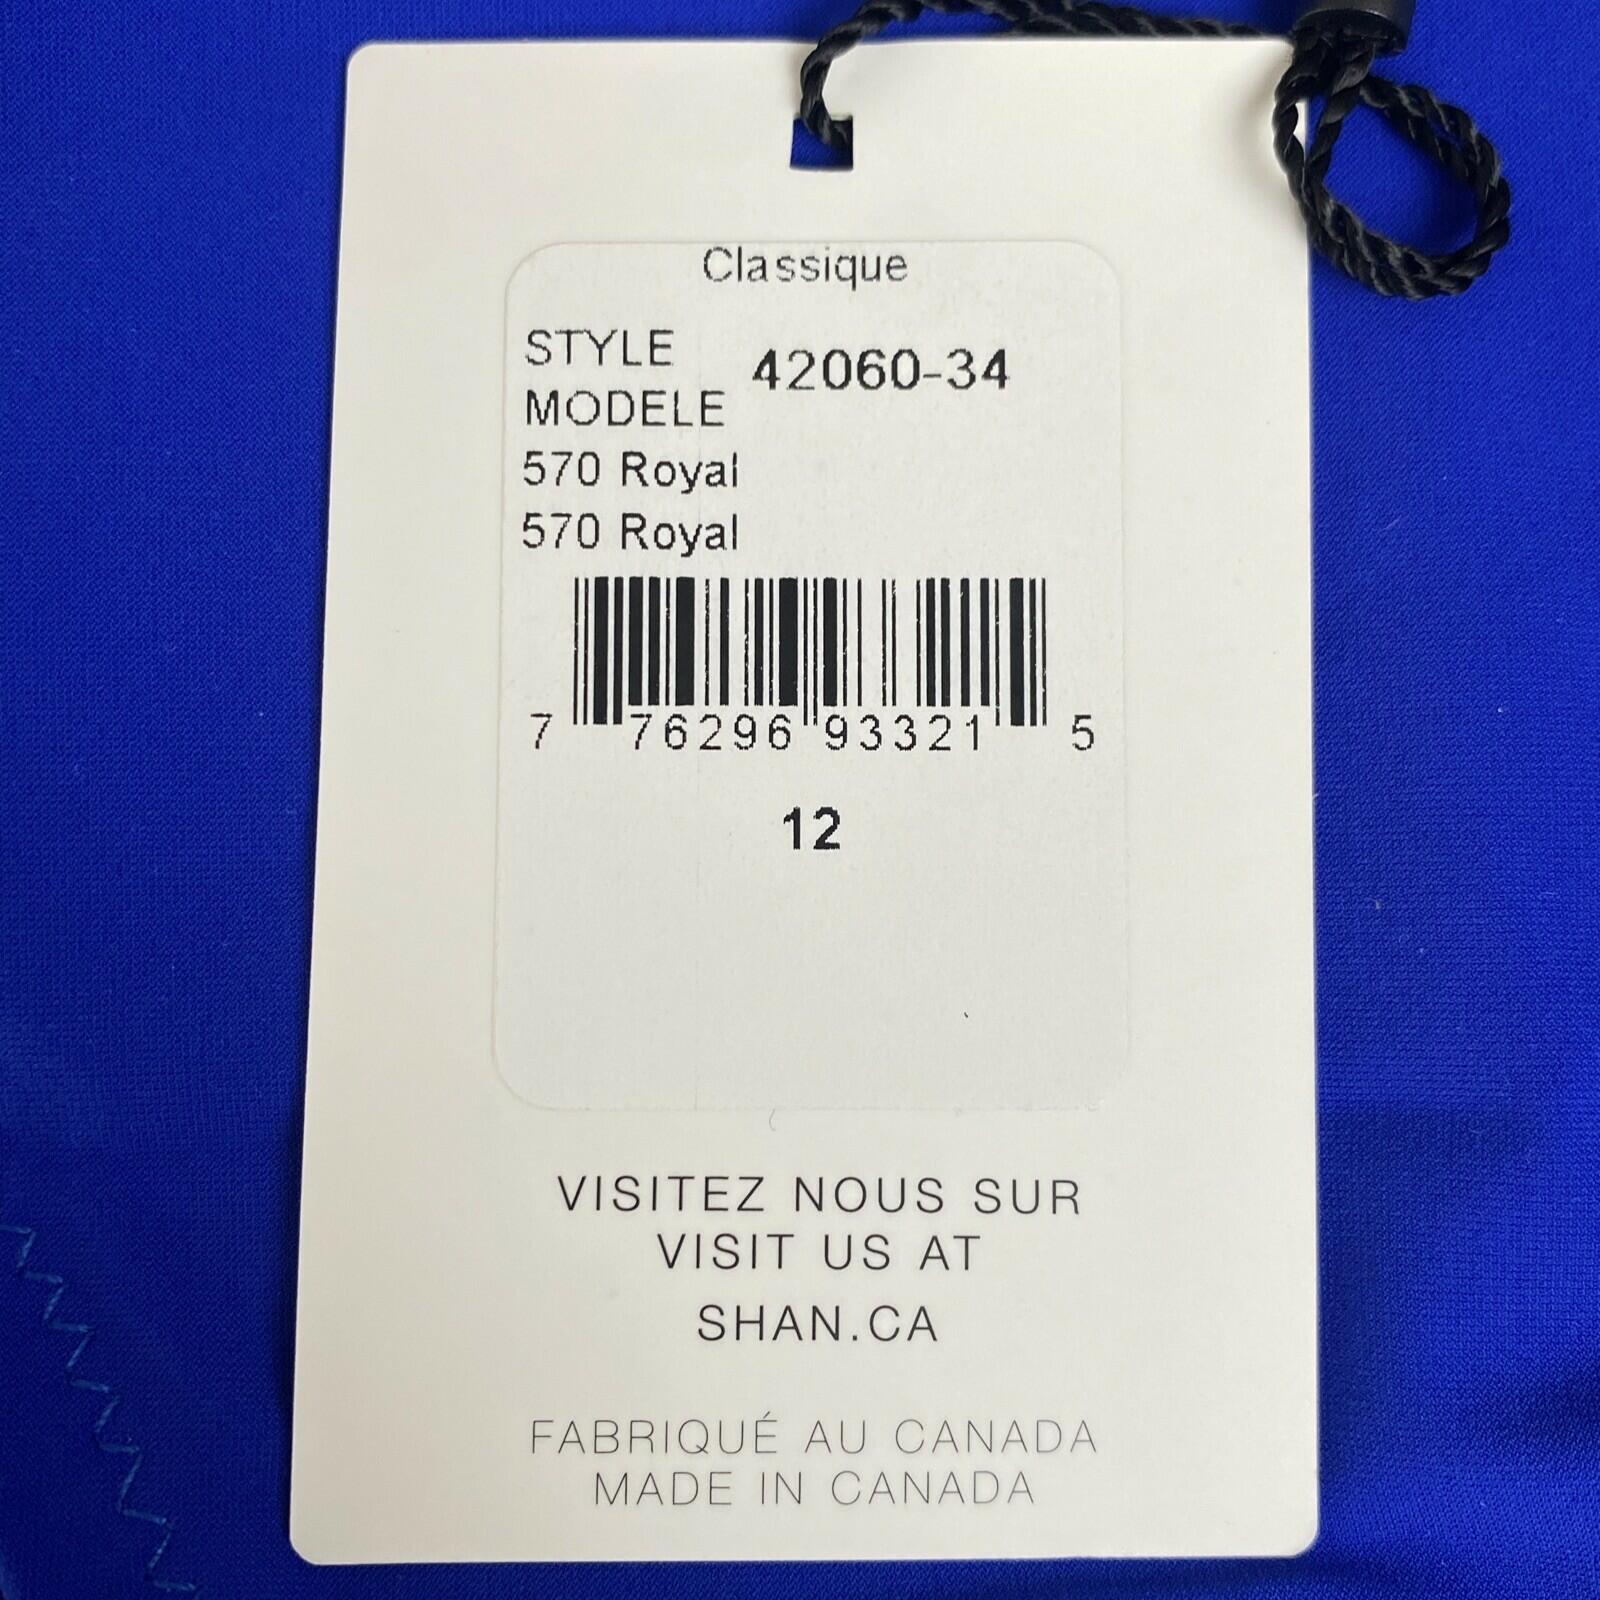 Classique
STYLE
42060-34
MODELE
570 Royal
570 Royal
7 76296 93321 5
12
VISITEZ NOUS SUR
VISIT US AT
SHAN.CA
FABRIQUÉ AU CANADA
MADE IN CANADA